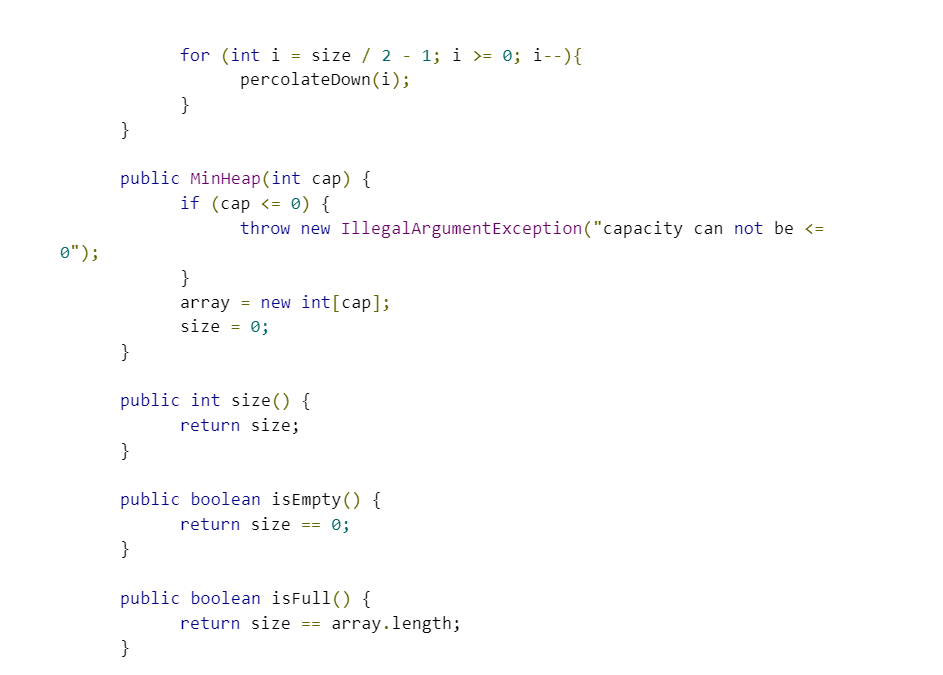 for (int i = size / 2 - 1; i >= 0; i--){
percolateDown(i);
}
}
public MinHeap(int cap) {
if (cap <= 0) {
throw new IllegalArgumentException("capacity can not be <=
0");
}
array = new int[cap];
size = 0;
}
public int size() {
return size;
}
public boolean isEmpty() {
return size == 0;
}
public boolean isFull() {
return size == array.length;
}